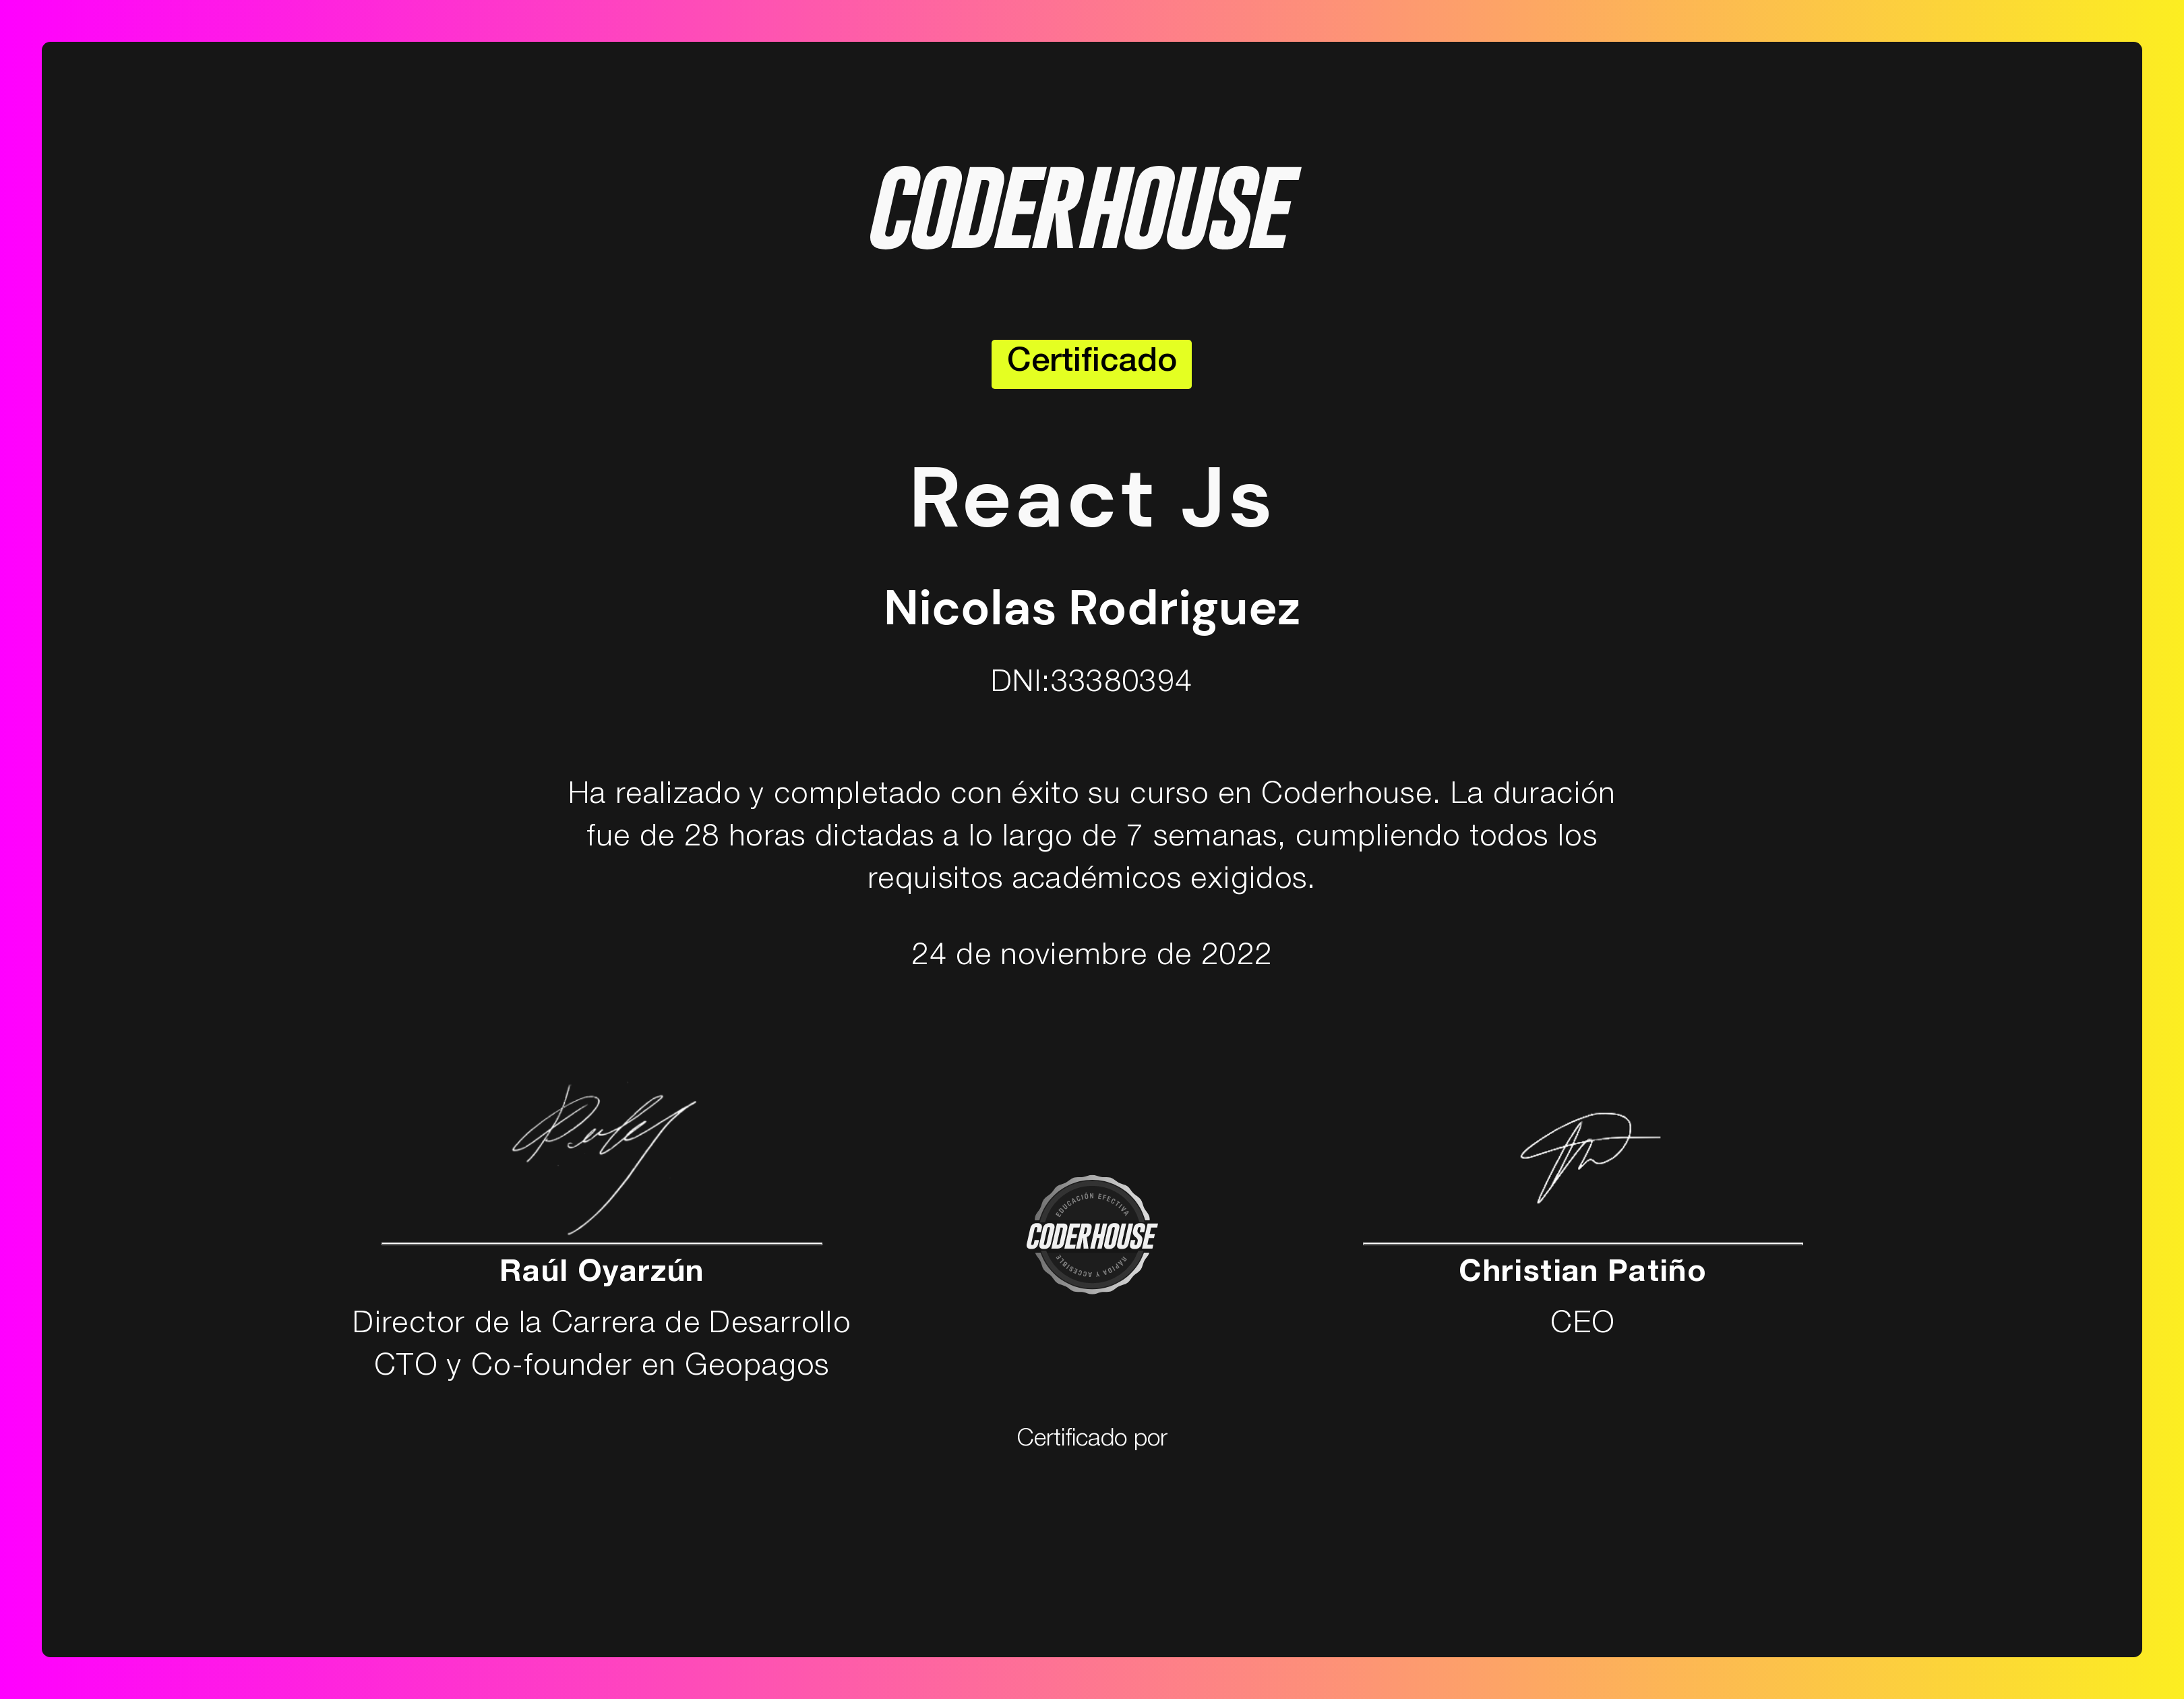 CODERHOUSE
Certificado
React Js
Nicolas Rodriguez
DNI:33380394
Ha realizado y completado con éxito su curso en Coderhouse. La duración
fue de 28 horas dictadas a lo largo de 7 semanas, cumpliendo todos los
requisitos académicos exigidos.
24 de noviembre de 2022
EDUCACIÓN EFECTIVA
CODERHOUSE
RÁPIDA Y ACCESIBLE
Raúl Oyarzún
Director de la Carrera de Desarrollo
CTO y Co-founder en Geopagos
Christian Patiño
CEO
Certificado por